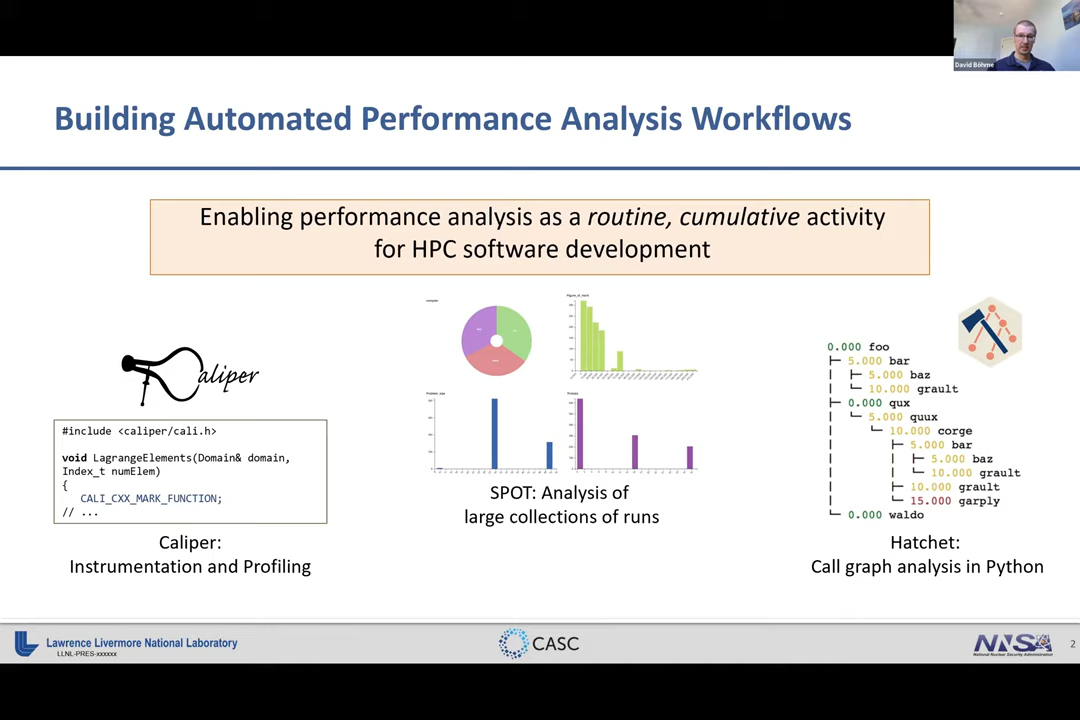 David Böhme
Building Automated Performance Analysis Workflows
Enabling performance analysis as a routine, cumulative activity
for HPC software development
Caliper
#include <caliper/cali.h>
void LagrangeElements(Domain& domain,
Index_t numElem)
{
CALI_CXX_MARK_FUNCTION;
// ...
Caliper:
Instrumentation and Profiling
SPOT: Analysis of
large collections of runs
0.000 foo
5.000 bar
5.000 baz
10.000 grault
0.000 qux
5.000 quux
10.000 corge
5.000 bar
5.000 baz
10.000 grault
10.000 grault
15.000 garply
0.000 waldo
Hatchet:
Call graph analysis in Python
Lawrence Livermore National Laboratory
LLNL-PRES-xxxxxx
CASC
NNSA
National Nuclear Security Administration
2